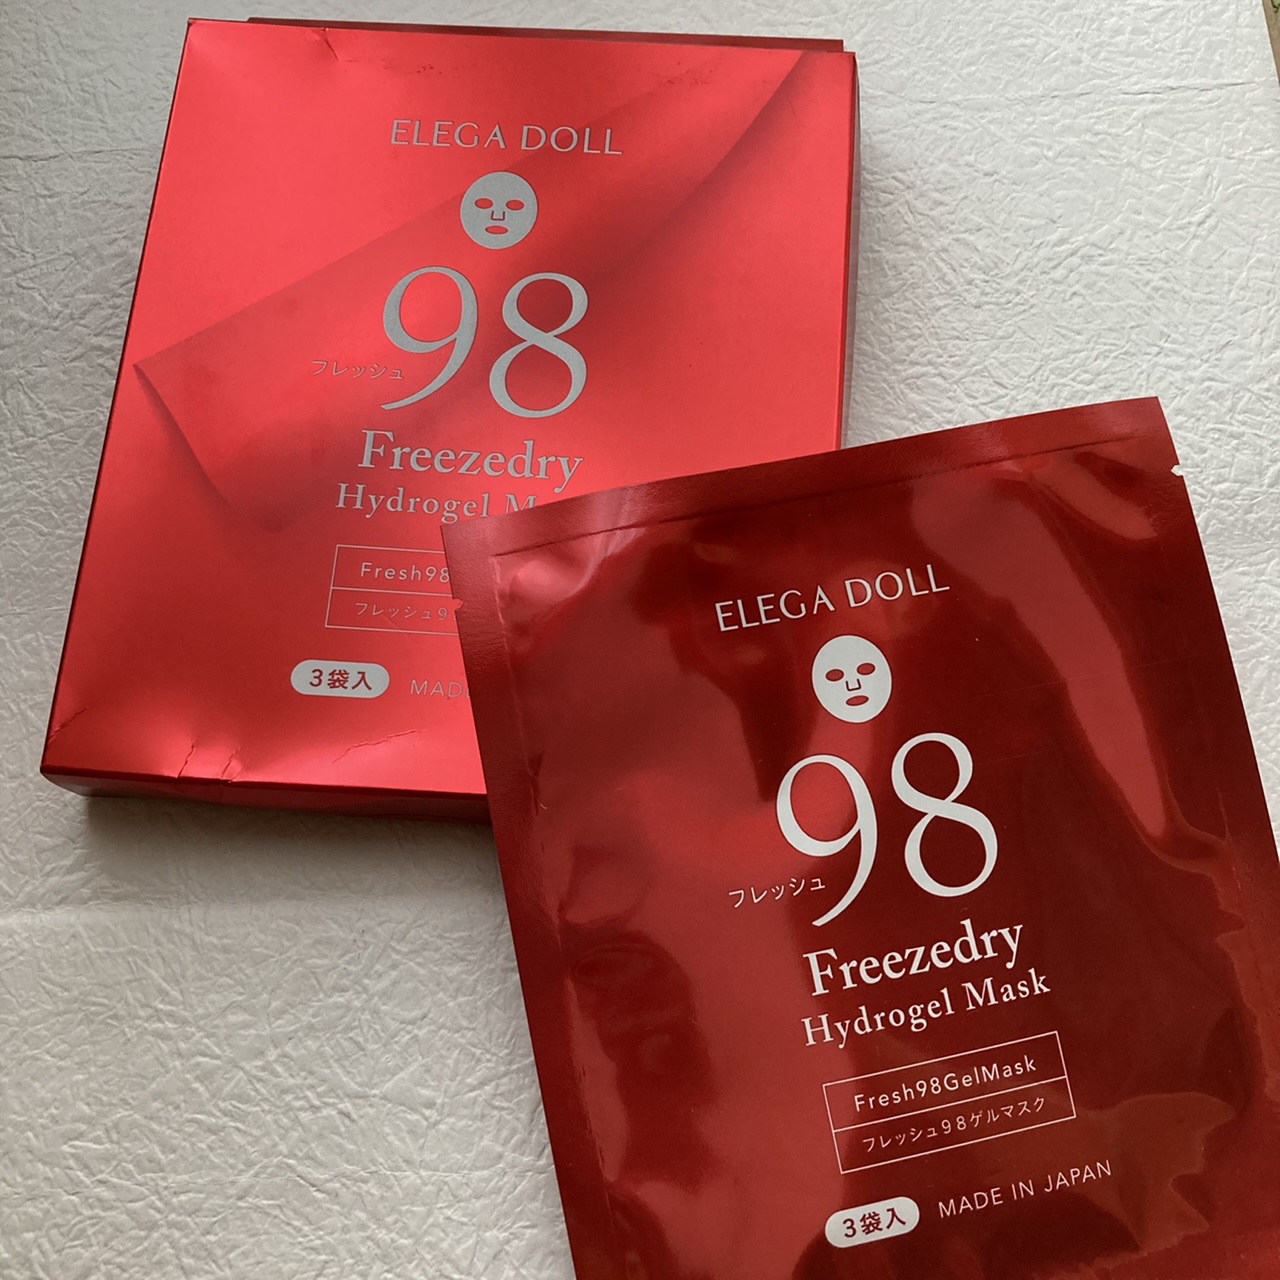 ELEGA DOLL
98
フレッシュ
Freezedry
Hydrogel
Fresh98
フレッシュ9
3袋入
ELEGA DOLL
98
フレッシュ
Freezedry
Hydrogel Mask
Fresh98GelMask
フレッシュ98ゲルマスク
3袋入 MADE IN JAPAN